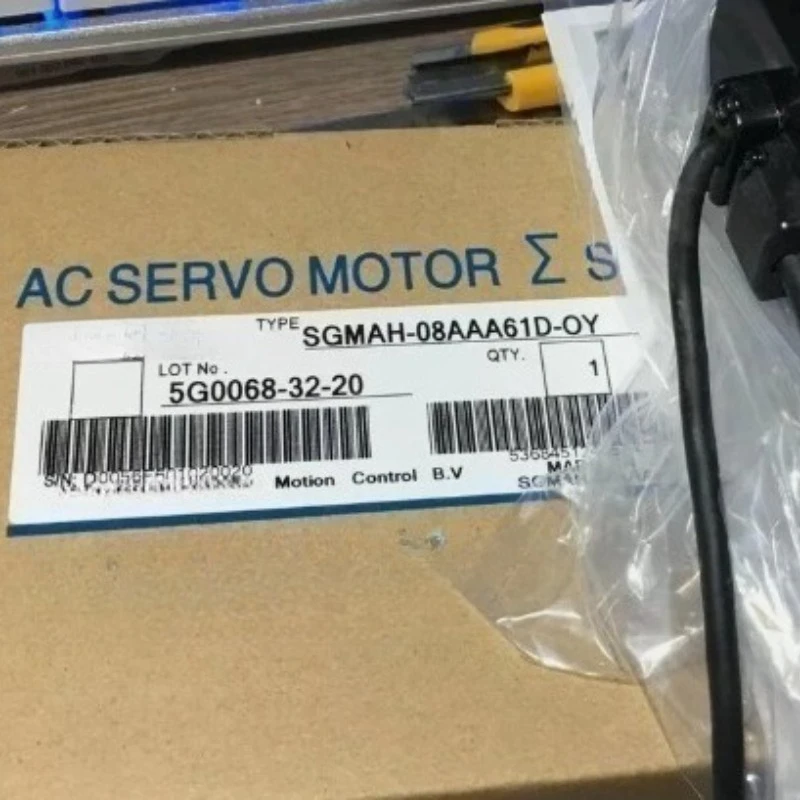 AC SERVO MOTOR Σ S
TYPE SGMAH-08AAA61D-OY
LOT No. QTY. 1
5G0068-32-20
S/N:
Motion Control B.V